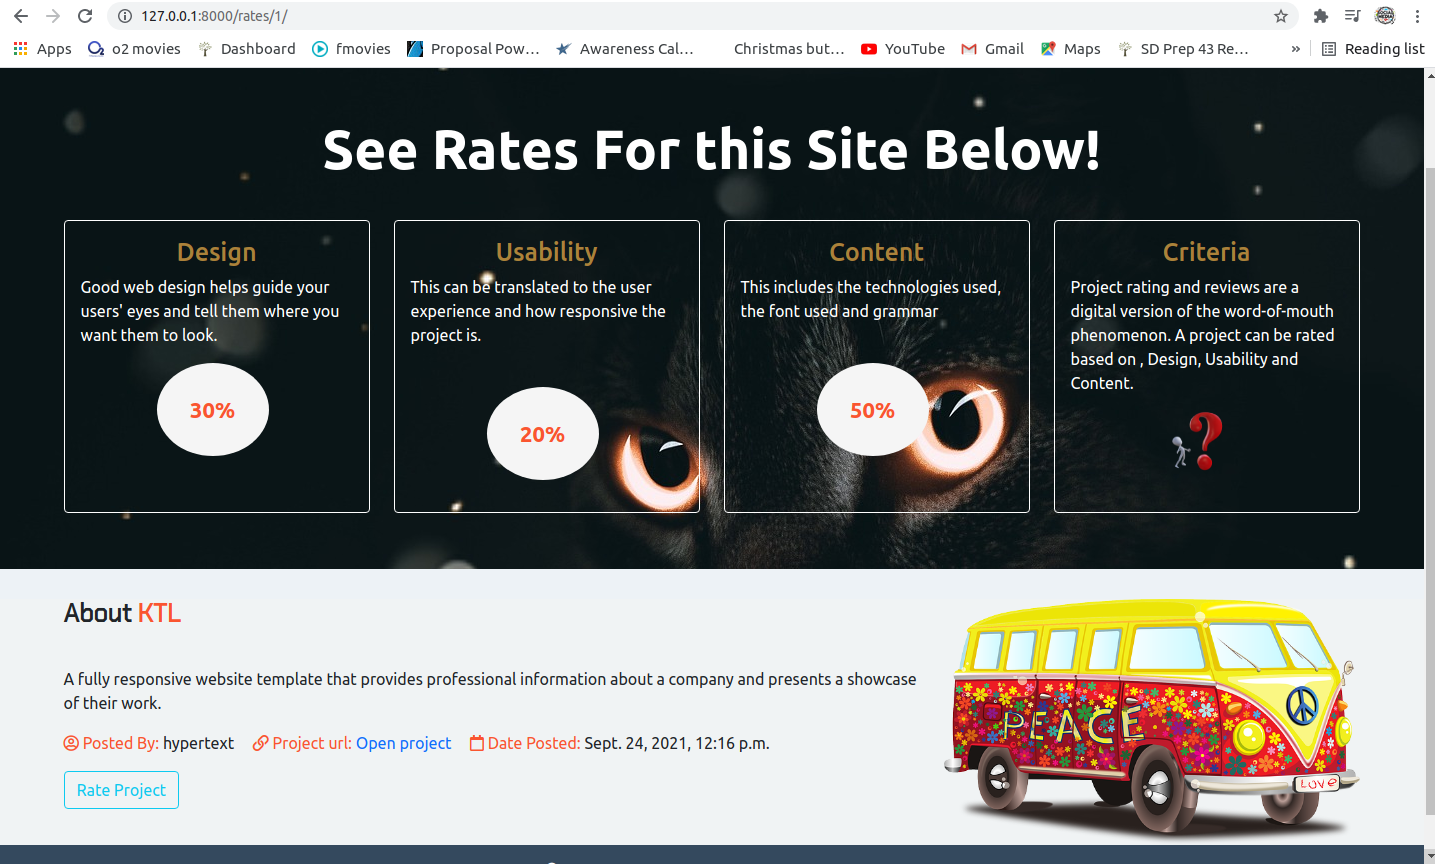 127.0.0.1:8000/rates/1/
Apps o2 movies Dashboard fmovies Proposal Pow... Awareness Cal... Christmas but... YouTube Gmail Maps SD Prep 43 Re... » Reading list
See Rates For this Site Below!
Design
Good web design helps guide your
users' eyes and tell them where you
want them to look.
30%
Usability
This can be translated to the user
experience and how responsive the
project is.
20%
Content
This includes the technologies used,
the font used and grammar
50%
Criteria
Project rating and reviews are a
digital version of the word-of-mouth
phenomenon. A project can be rated
based on , Design, Usability and
Content.
?
About KTL
A fully responsive website template that provides professional information about a company and presents a showcase
of their work.
Posted By: hypertext Project url: Open project Date Posted: Sept. 24, 2021, 12:16 p.m.
Rate Project
PEACE
LOVE